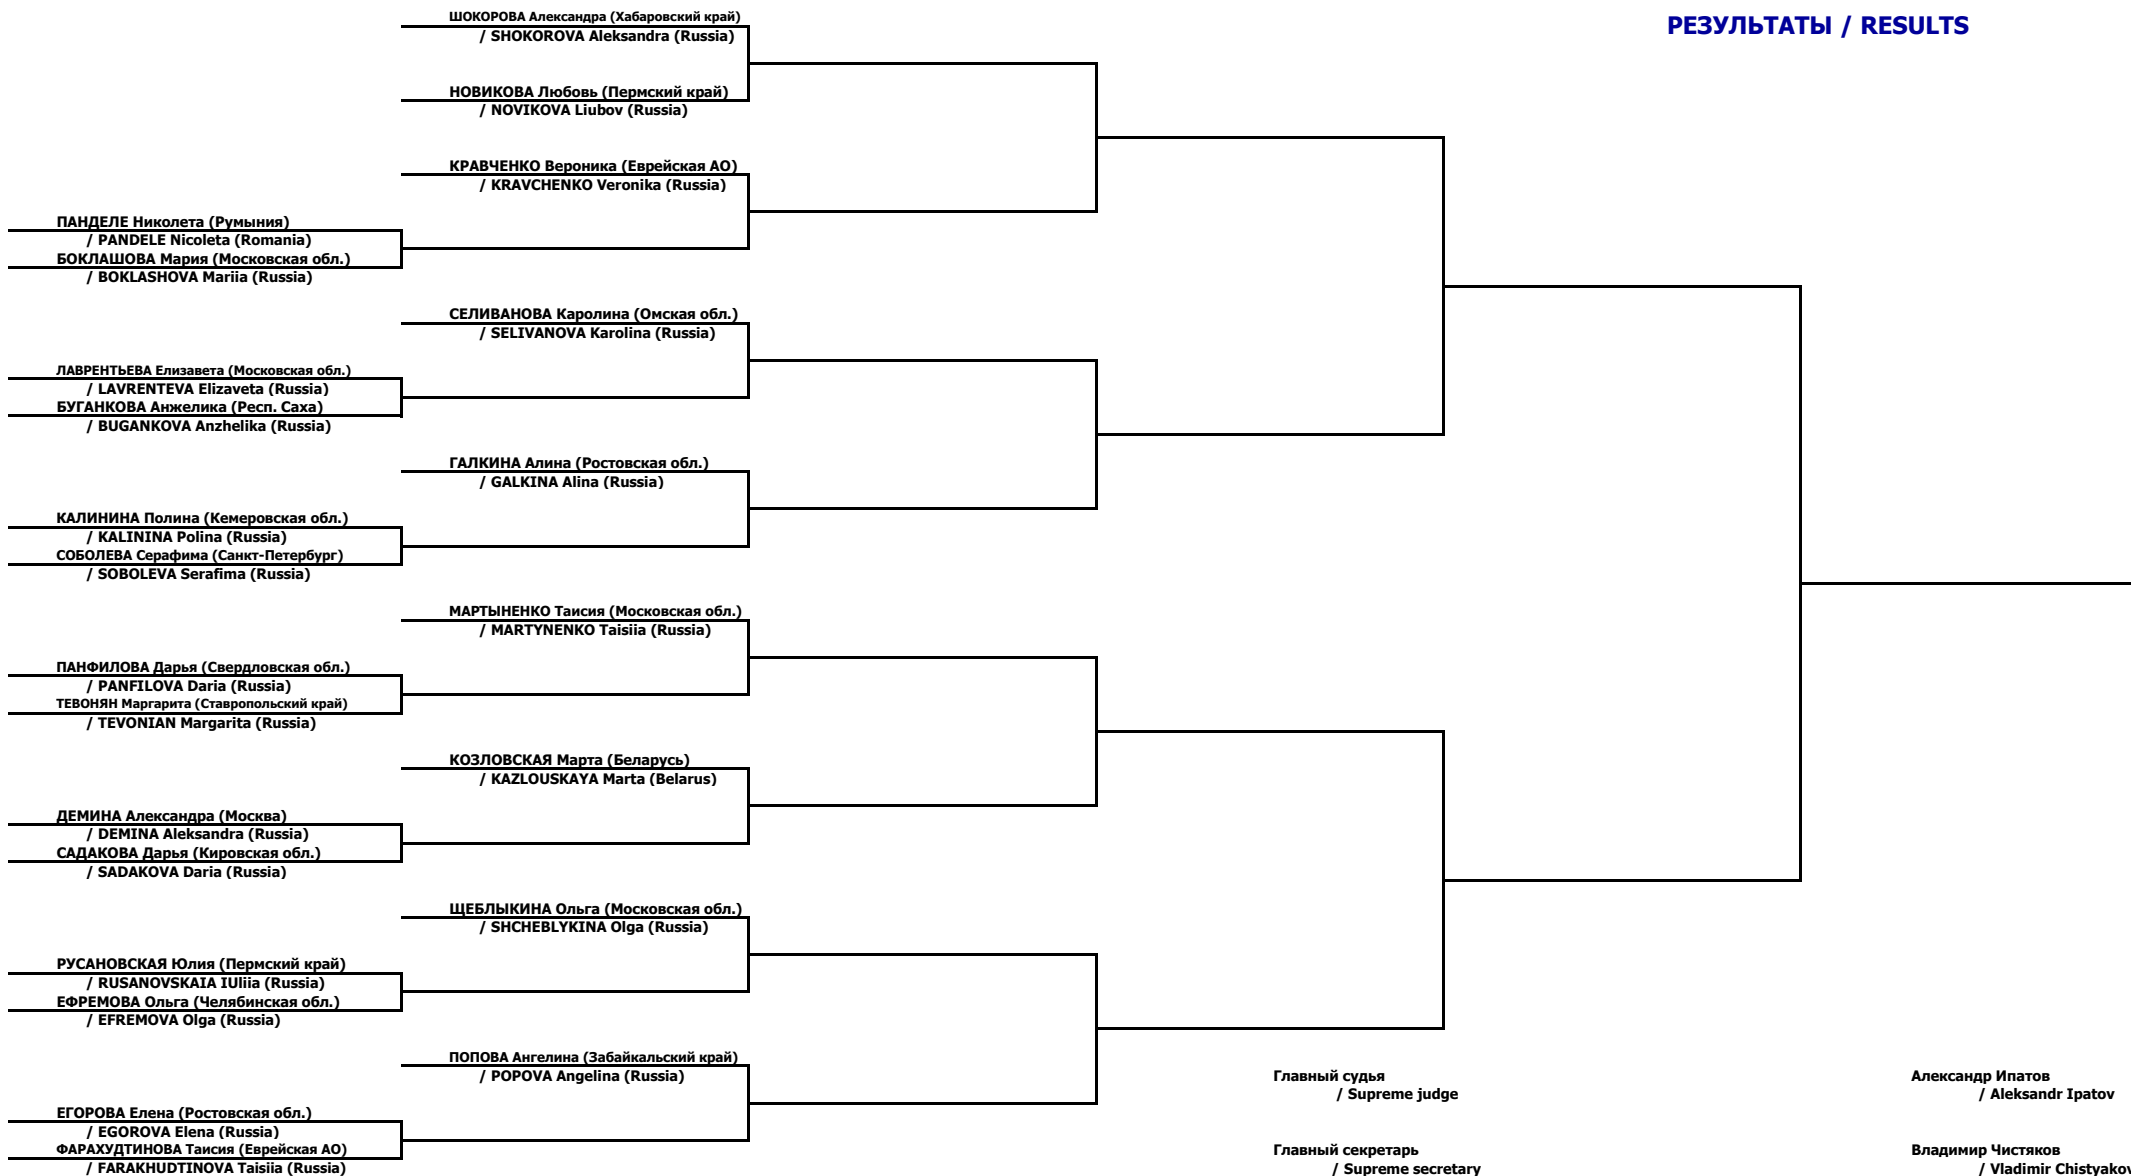 РЕЗУЛЬТАТЫ / RESULTS
ШОКОРОВА Александра (Хабаровский край)
/ SHOKOROVA Aleksandra (Russia)
НОВИКОВА Любовь (Пермский край)
/ NOVIKOVA Liubov (Russia)
КРАВЧЕНКО Вероника (Еврейская АО)
/ KRAVCHENKO Veronika (Russia)
ПАНДЕЛЕ Николета (Румыния)
/ PANDELE Nicoleta (Romania)
БОКЛАШОВА Мария (Московская обл.)
/ BOKLASHOVA Mariia (Russia)
СЕЛИВАНОВА Каролина (Омская обл.)
/ SELIVANOVA Karolina (Russia)
ЛАВРЕНТЬЕВА Елизавета (Московская обл.)
/ LAVRENTEVA Elizaveta (Russia)
БУГАНКОВА Анжелика (Респ. Саха)
/ BUGANKOVA Anzhelika (Russia)
ГАЛКИНА Алина (Ростовская обл.)
/ GALKINA Alina (Russia)
КАЛИНИНА Полина (Кемеровская обл.)
/ KALININA Polina (Russia)
СОБОЛЕВА Серафима (Санкт-Петербург)
/ SOBOLEVA Serafima (Russia)
МАРТЫНЕНКО Таисия (Московская обл.)
/ MARTYNENKO Taisiia (Russia)
ПАНФИЛОВА Дарья (Свердловская обл.)
/ PANFILOVA Daria (Russia)
ТЕВОНЯН Маргарита (Ставропольский край)
/ TEVONIAN Margarita (Russia)
КОЗЛОВСКАЯ Марта (Беларусь)
/ KAZLOUSKAYA Marta (Belarus)
ДЕМИНА Александра (Москва)
/ DEMINA Aleksandra (Russia)
САДАКОВА Дарья (Кировская обл.)
/ SADAKOVA Daria (Russia)
ЩЕБЛЫКИНА Ольга (Московская обл.)
/ SHCHEBLYKINA Olga (Russia)
РУСАНОВСКАЯ Юлия (Пермский край)
/ RUSANOVSKAIA IUliia (Russia)
ЕФРЕМОВА Ольга (Челябинская обл.)
/ EFREMOVA Olga (Russia)
ПОПОВА Ангелина (Забайкальский край)
/ POPOVA Angelina (Russia)
ЕГОРОВА Елена (Ростовская обл.)
/ EGOROVA Elena (Russia)
ФАРАХУДТИНОВА Таисия (Еврейская АО)
/ FARAKHUDTINOVA Taisiia (Russia)
Главный судья
/ Supreme judge
Александр Ипатов
/ Aleksandr Ipatov
Главный секретарь
/ Supreme secretary
Владимир Чистяков
/ Vladimir Chistyakov